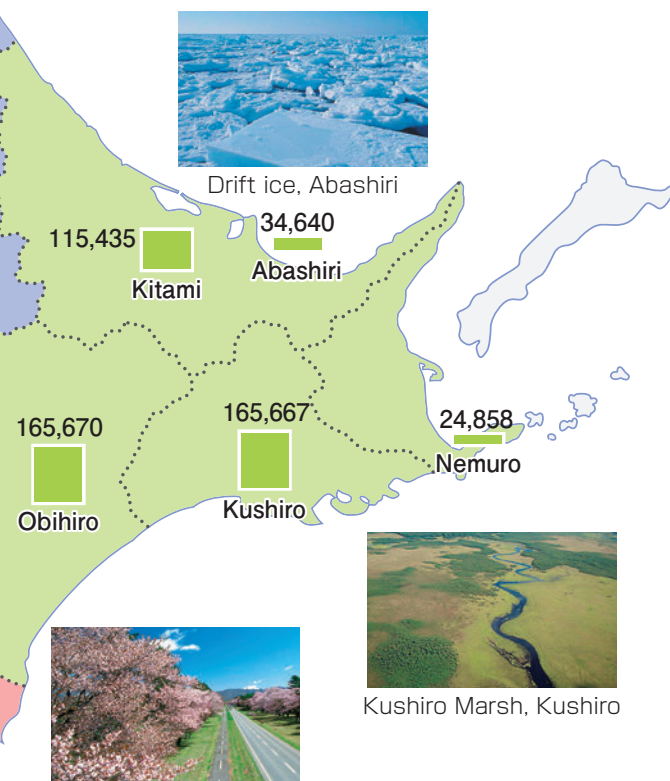 Drift ice, Abashiri
34,640
115,435
Abashiri
Kitami
165,667
24,858
165,670
Nemuro
Kushiro
Obihiro
Kushiro Marsh, Kushiro